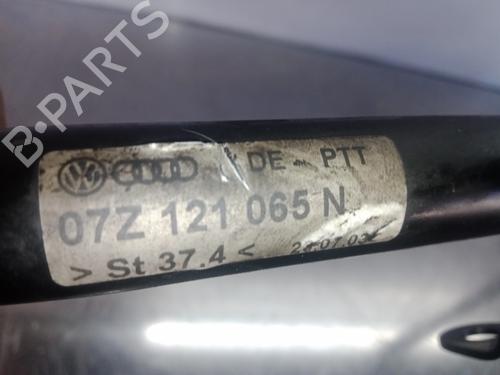 B-PARTS
DE PTT
07Z 121 065 N
> St 37.4 <